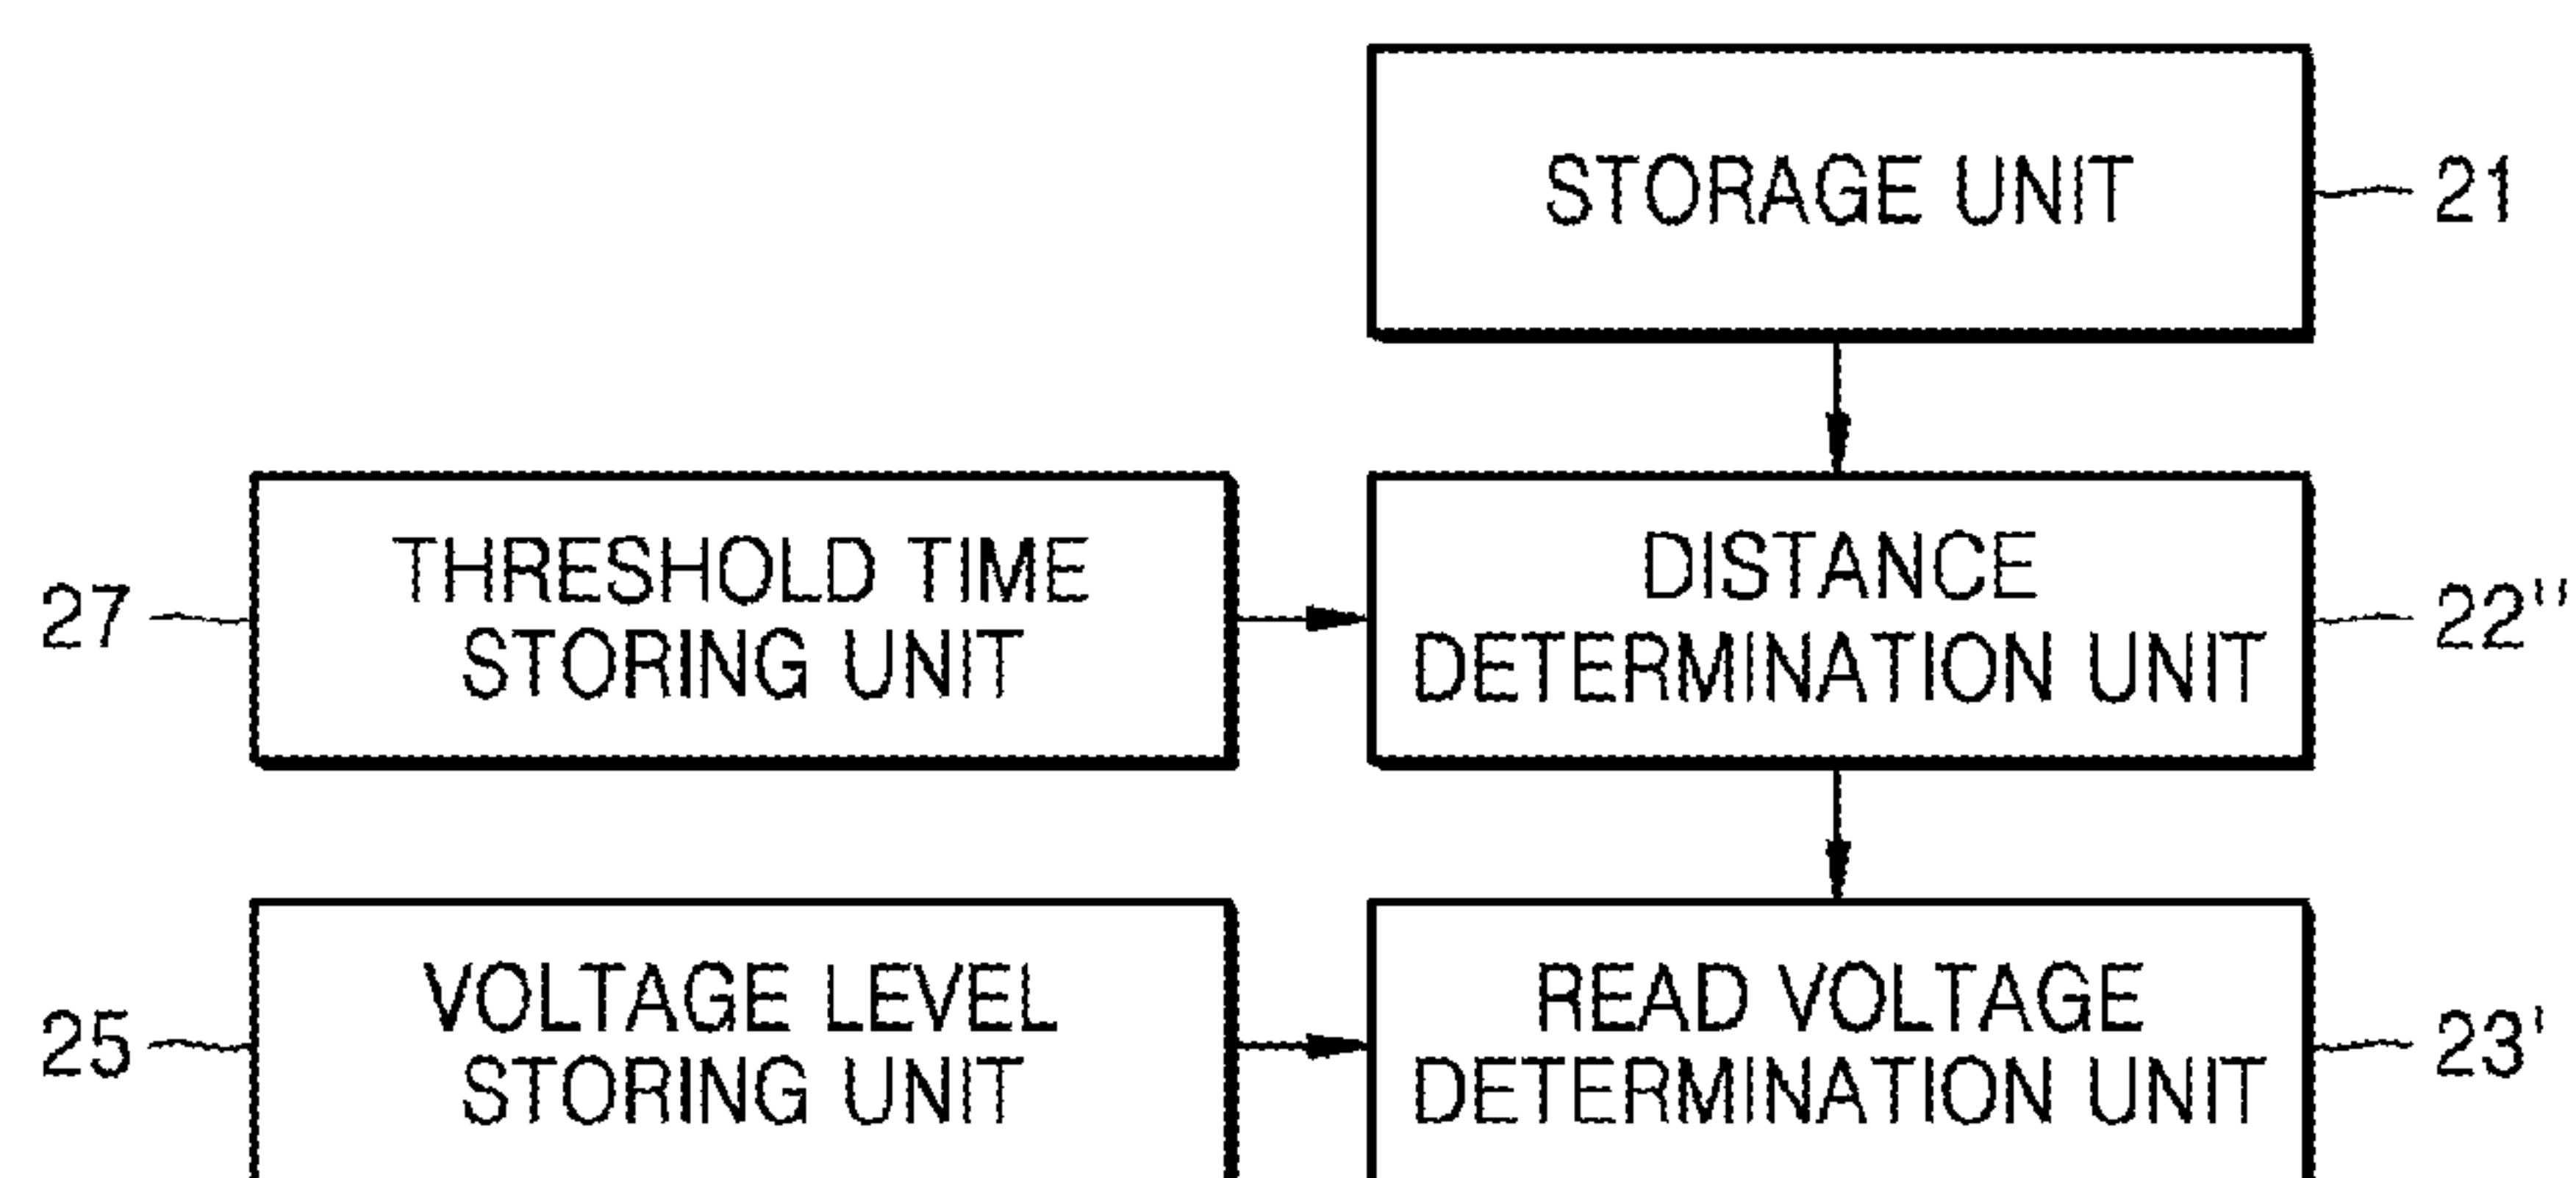 STORAGE UNIT
21
27
THRESHOLD TIME
STORING UNIT
DISTANCE
DETERMINATION UNIT
22"
25
VOLTAGE LEVEL
STORING UNIT
READ VOLTAGE
DETERMINATION UNIT
23'